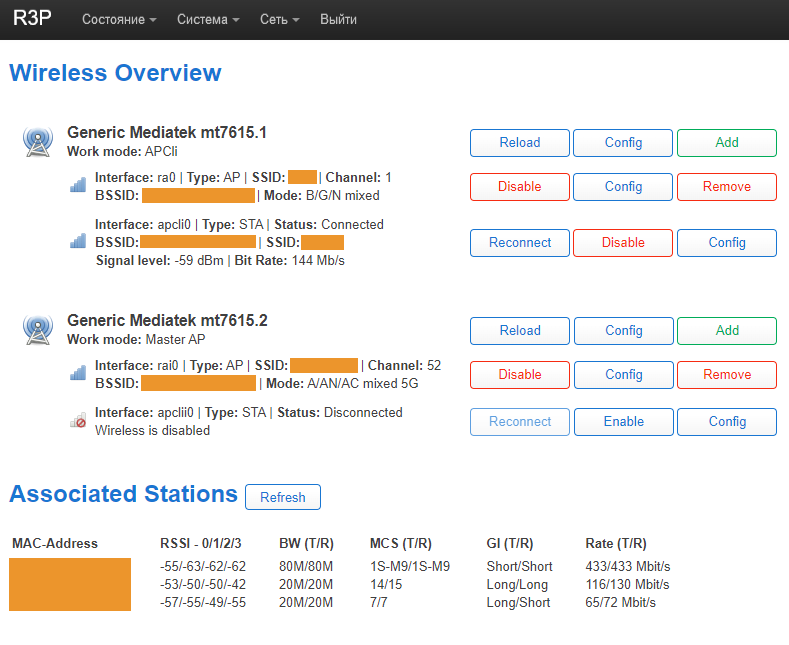 R3P Состояние Система Сеть Выйти
Wireless Overview
Generic Mediatek mt7615.1
Work mode: APCli
Reload Config Add
Interface: ra0 | Type: AP | SSID: | Channel: 1
BSSID: | Mode: B/G/N mixed
Disable Config Remove
Interface: apcli0 | Type: STA | Status: Connected
BSSID: | SSID:
Signal level: -59 dBm | Bit Rate: 144 Mb/s
Reconnect Disable Config
Generic Mediatek mt7615.2
Work mode: Master AP
Reload Config Add
Interface: rai0 | Type: AP | SSID: | Channel: 52
BSSID: | Mode: A/AN/AC mixed 5G
Disable Config Remove
Interface: apclii0 | Type: STA | Status: Disconnected
Wireless is disabled
Reconnect Enable Config
Associated Stations Refresh
MAC-Address RSSI - 0/1/2/3 BW (T/R) MCS (T/R) GI (T/R) Rate (T/R)
-55/-63/-62/-62 80M/80M 1S-M9/1S-M9 Short/Short 433/433 Mbit/s
-53/-50/-50/-42 20M/20M 14/15 Long/Long 116/130 Mbit/s
-57/-55/-49/-55 20M/20M 7/7 Long/Short 65/72 Mbit/s